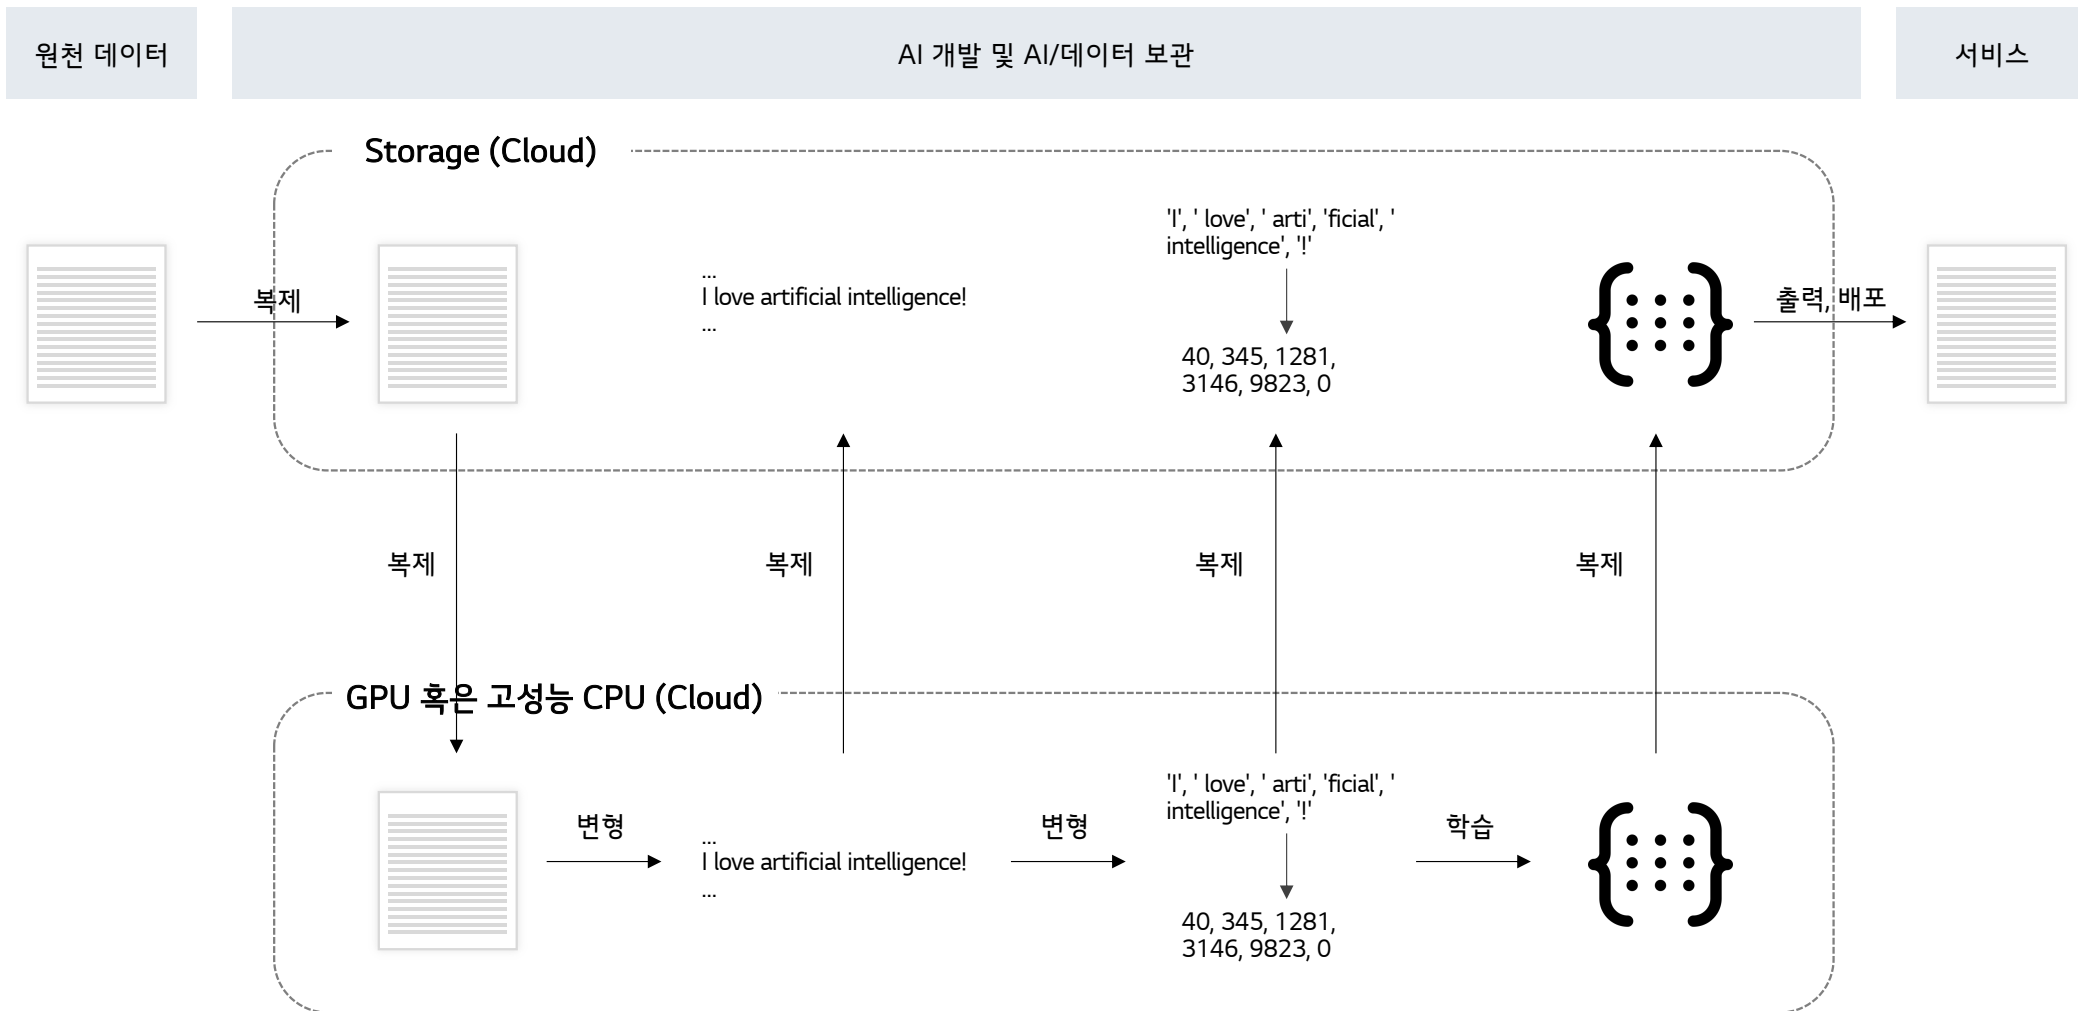 원천 데이터
AI 개발 및 AI/데이터 보관
서비스
Storage (Cloud)
복제
...
I love artificial intelligence!
...
'I', ' love', ' arti', 'ficial', '
intelligence', '!'
40, 345, 1281,
3146, 9823, 0
출력, 배포
복제
복제
복제
복제
GPU 혹은 고성능 CPU (Cloud)
변형
...
I love artificial intelligence!
...
변형
'I', ' love', ' arti', 'ficial', '
intelligence', '!'
40, 345, 1281,
3146, 9823, 0
학습